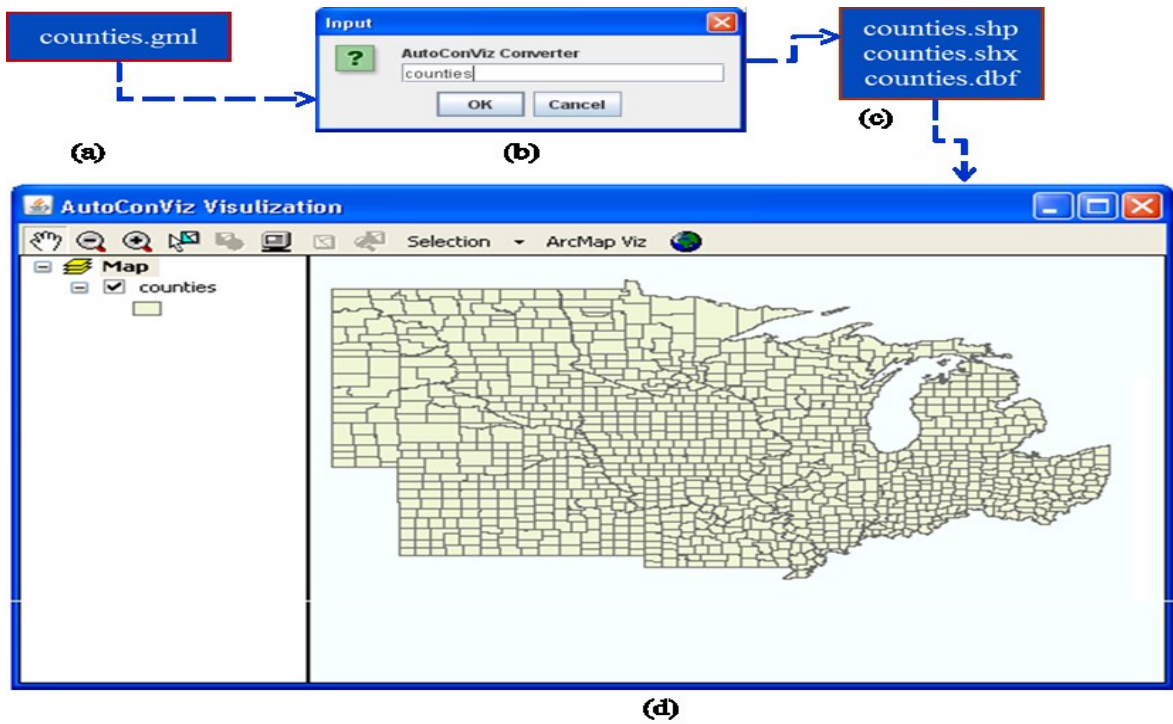 counties.gml
(a)
Input
AutoConViz Converter
counties
OK
Cancel
(b)
counties.shp
counties.shx
counties.dbf
(c)
AutoConViz Visulization
Selection
ArcMap Viz
Map
counties
(d)